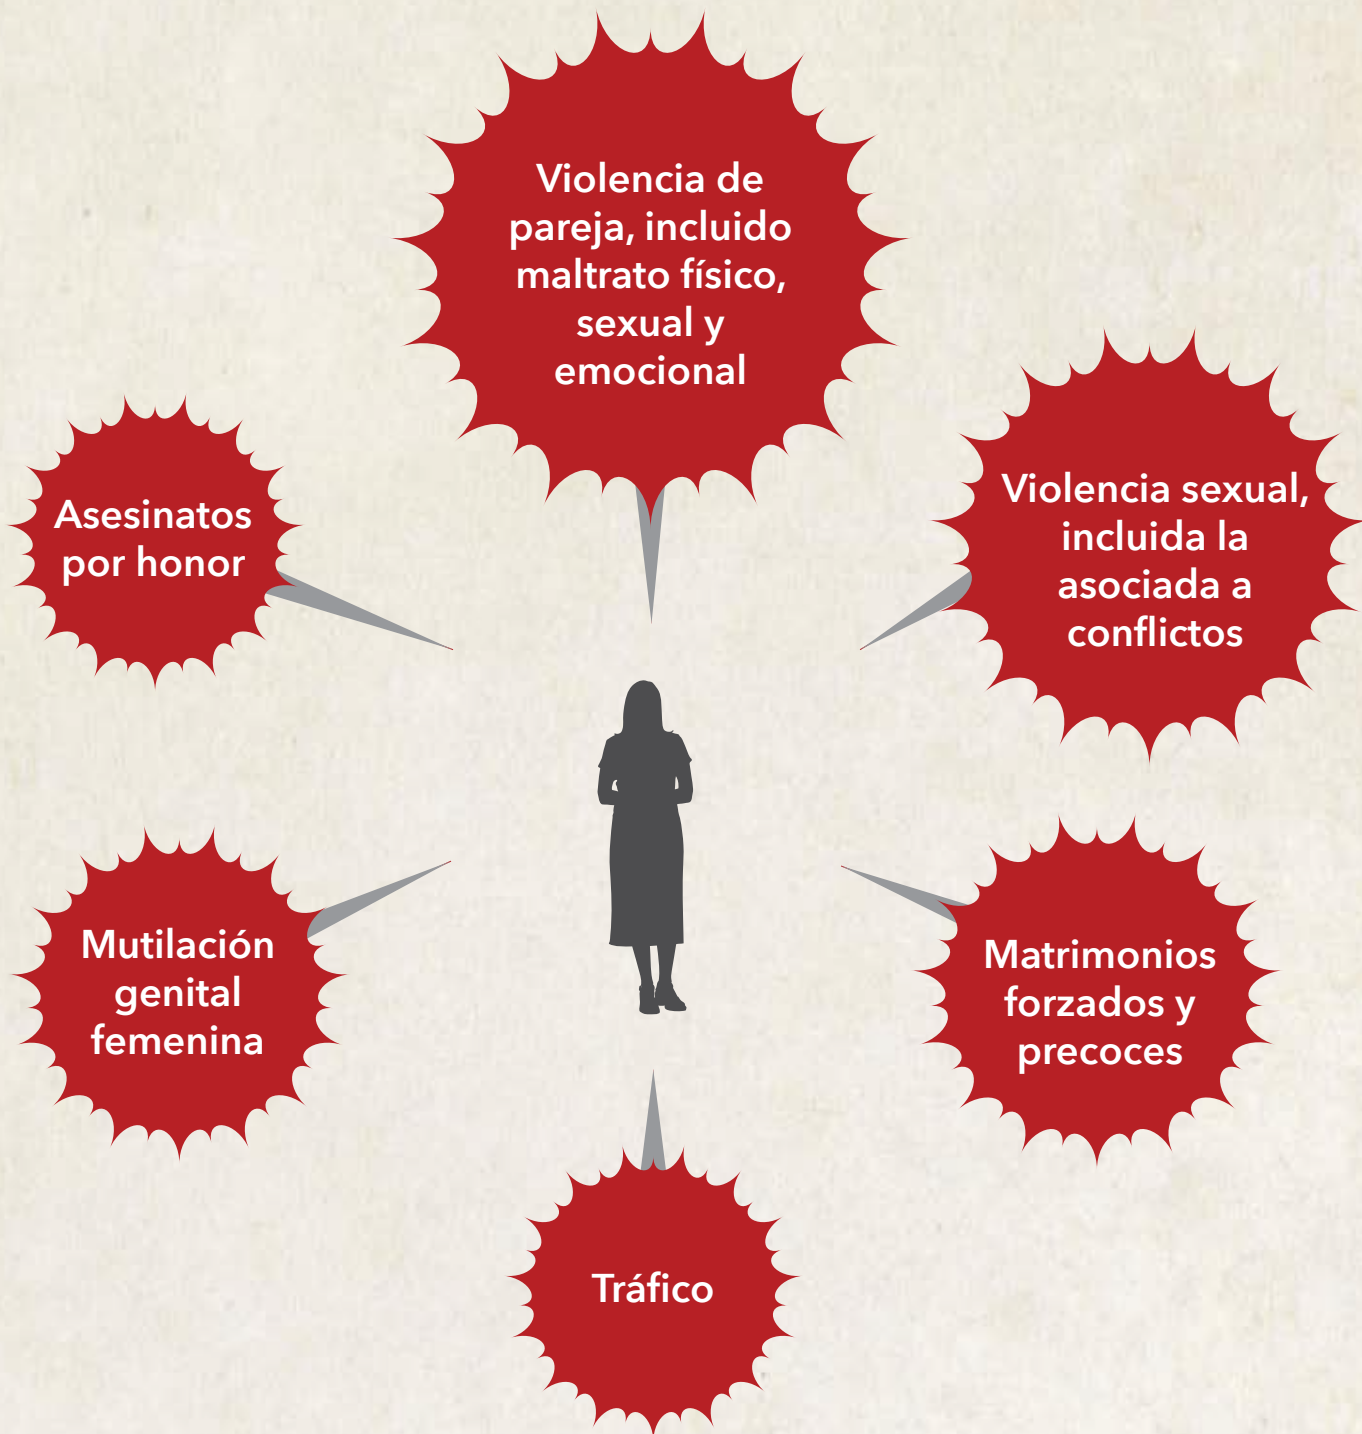 Violencia de
pareja, incluido
maltrato físico,
sexual y
emocional
Asesinatos
por honor
Violencia sexual,
incluida la
asociada a
conflictos
Mutilación
genital
femenina
Matrimonios
forzados y
precoces
Tráfico